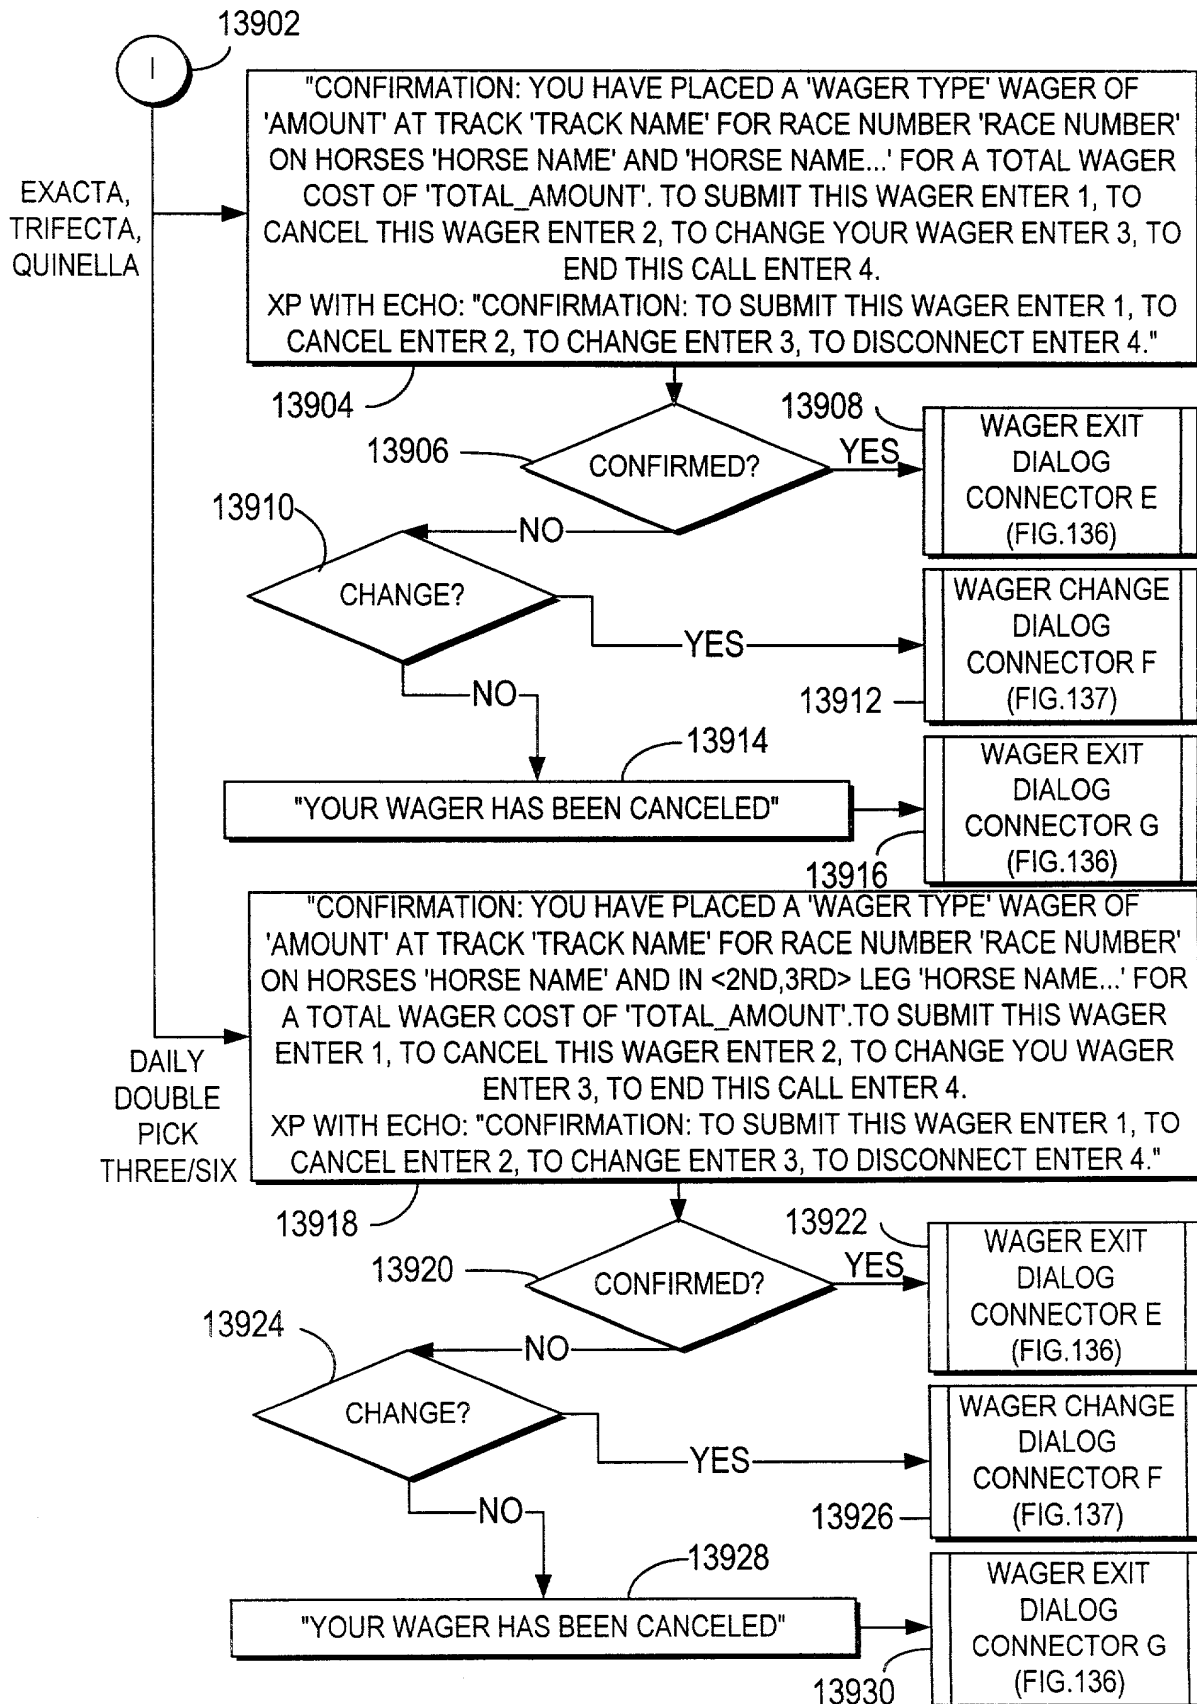 13902
I
"CONFIRMATION: YOU HAVE PLACED A 'WAGER TYPE' WAGER OF
'AMOUNT' AT TRACK 'TRACK NAME' FOR RACE NUMBER 'RACE NUMBER'
ON HORSES 'HORSE NAME' AND 'HORSE NAME...' FOR A TOTAL WAGER
COST OF 'TOTAL_AMOUNT'. TO SUBMIT THIS WAGER ENTER 1, TO
CANCEL THIS WAGER ENTER 2, TO CHANGE YOUR WAGER ENTER 3, TO
END THIS CALL ENTER 4.
XP WITH ECHO: "CONFIRMATION: TO SUBMIT THIS WAGER ENTER 1, TO
CANCEL ENTER 2, TO CHANGE ENTER 3, TO DISCONNECT ENTER 4."
EXACTA,
TRIFECTA,
QUINELLA
13904
13906
CONFIRMED?
YES
13908
WAGER EXIT
DIALOG
CONNECTOR E
(FIG.136)
NO
13910
CHANGE?
YES
WAGER CHANGE
DIALOG
CONNECTOR F
(FIG.137)
13912
NO
13914
"YOUR WAGER HAS BEEN CANCELED"
WAGER EXIT
DIALOG
CONNECTOR G
(FIG.136)
13916
"CONFIRMATION: YOU HAVE PLACED A 'WAGER TYPE' WAGER OF
'AMOUNT' AT TRACK 'TRACK NAME' FOR RACE NUMBER 'RACE NUMBER'
ON HORSES 'HORSE NAME' AND IN <2ND,3RD> LEG 'HORSE NAME...' FOR
A TOTAL WAGER COST OF 'TOTAL_AMOUNT'.TO SUBMIT THIS WAGER
ENTER 1, TO CANCEL THIS WAGER ENTER 2, TO CHANGE YOU WAGER
ENTER 3, TO END THIS CALL ENTER 4.
XP WITH ECHO: "CONFIRMATION: TO SUBMIT THIS WAGER ENTER 1, TO
CANCEL ENTER 2, TO CHANGE ENTER 3, TO DISCONNECT ENTER 4."
DAILY
DOUBLE
PICK
THREE/SIX
13918
13920
CONFIRMED?
YES
13922
WAGER EXIT
DIALOG
CONNECTOR E
(FIG.136)
NO
13924
CHANGE?
YES
WAGER CHANGE
DIALOG
CONNECTOR F
(FIG.137)
13926
NO
13928
"YOUR WAGER HAS BEEN CANCELED"
WAGER EXIT
DIALOG
CONNECTOR G
(FIG.136)
13930